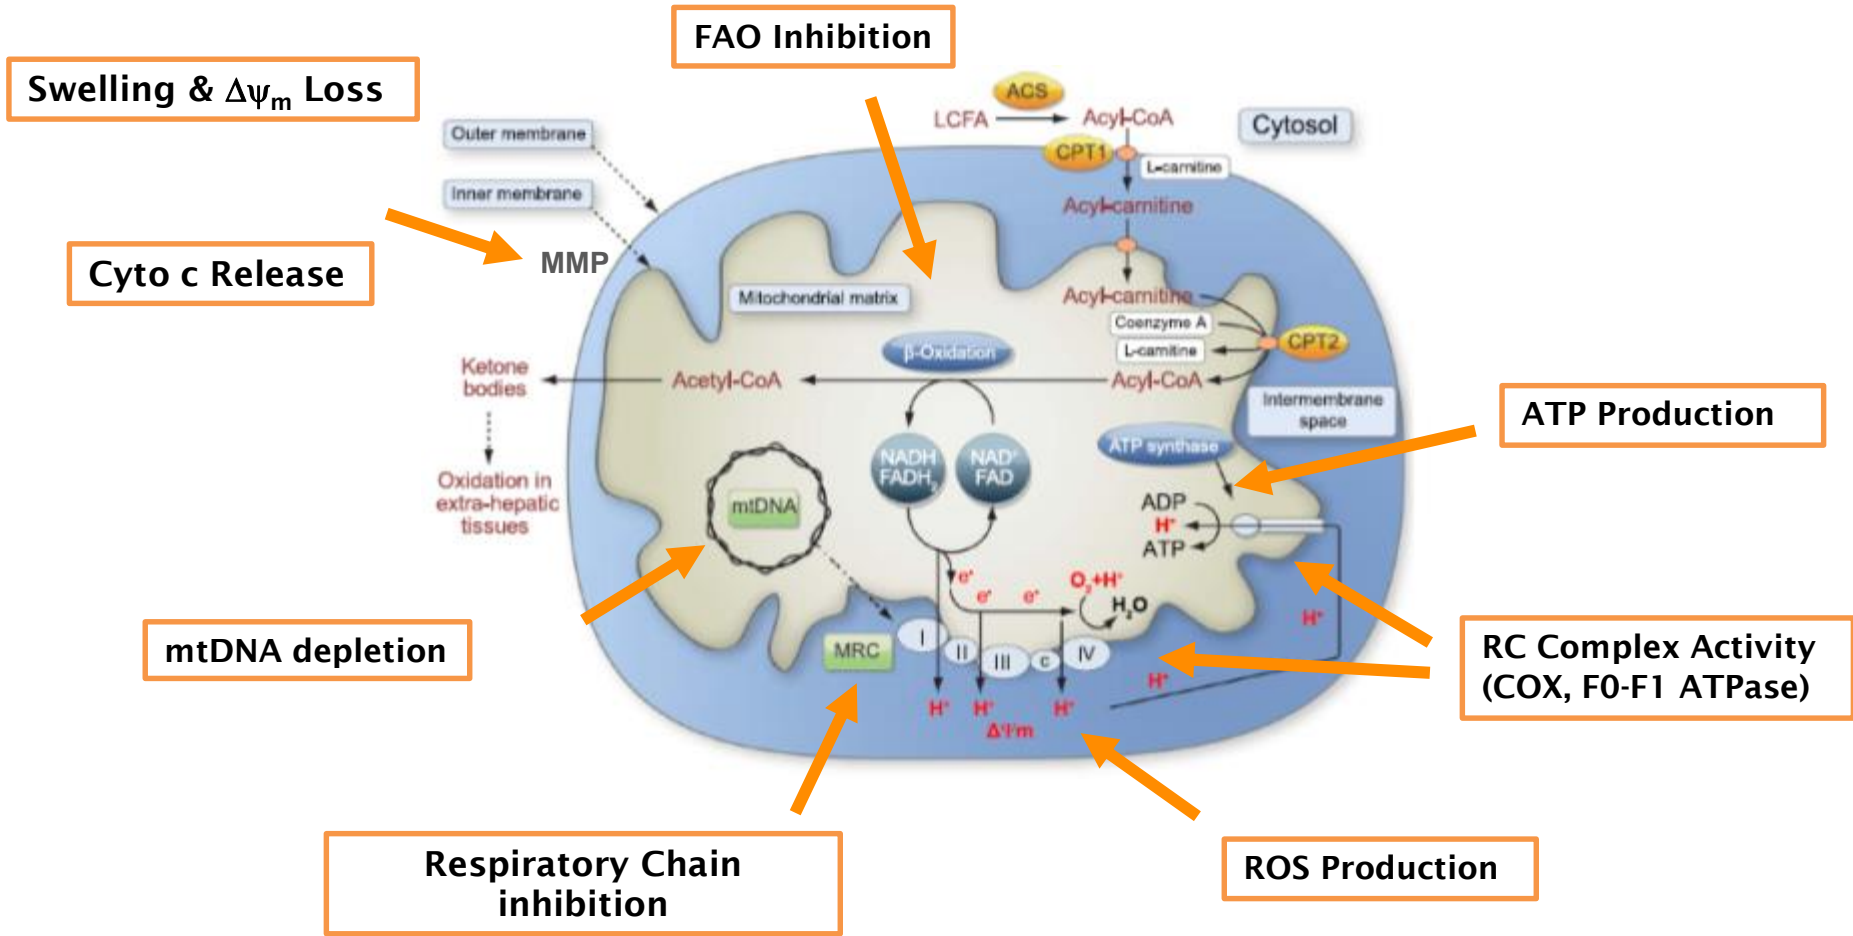 FAO Inhibition
Swelling & Δψm Loss
ACS
LCFA
Acyl-CoA
Cytosol
Outer membrane
CPT1
L-carnitine
Inner membrane
Acyl-carnitine
MMP
Cyto c Release
Mitochondrial matrix
Acyl-carnitine
Coenzyme A
CPT2
L-carnitine
β-Oxidation
Ketone
bodies
Acetyl-CoA
Acyl-CoA
Intermembrane
space
ATP Production
ATP synthase
NADH
FADH2
NAD+
FAD
Oxidation in
extra-hepatic
tissues
mtDNA
ADP
H+
ATP
e-
e-
e-
O2+H+
H2O
H+
mtDNA depletion
MRC
I
II
III
c
IV
RC Complex Activity
(COX, F0-F1 ATPase)
H+
H+
H+
H+
ΔΨm
Respiratory Chain
inhibition
ROS Production